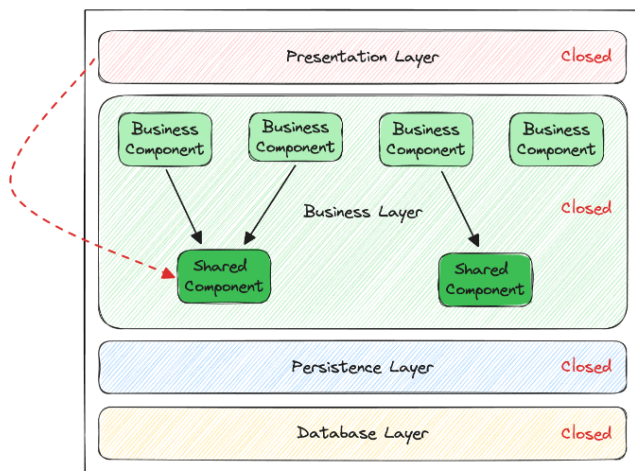 Presentation Layer
Closed
Business
Component
Business
Component
Business
Component
Business
Component
Business Layer
Closed
Shared
Component
Shared
Component
Persistence Layer
Closed
Database Layer
Closed